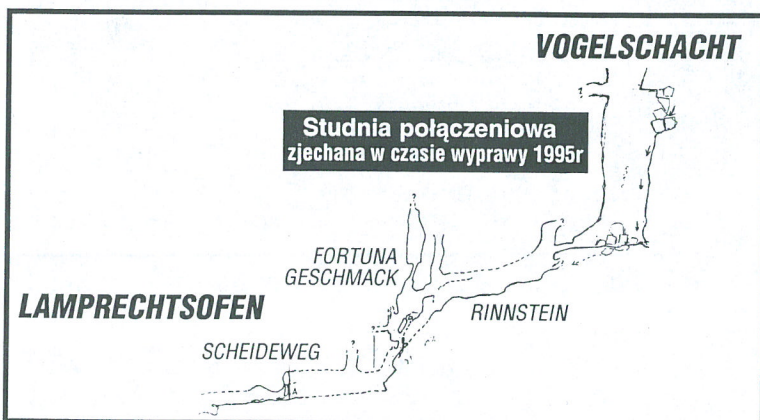 VOGELSCHACHT
Studnia połączeniowa
zjechana w czasie wyprawy 1995r
FORTUNA
GESCHMACK
LAMPRECHTSOFEN
RINNSTEIN
SCHEIDEWEG